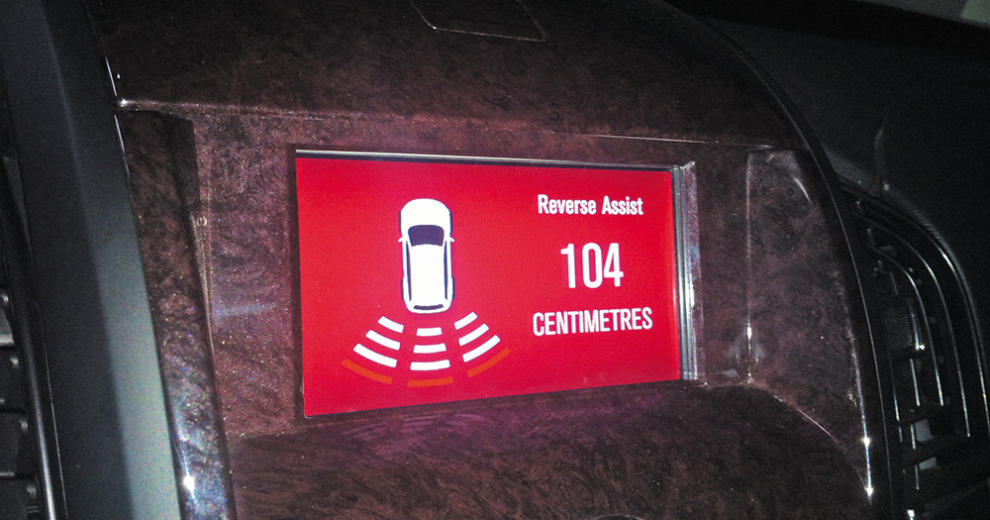 Reverse Assist
104
CENTIMETRES